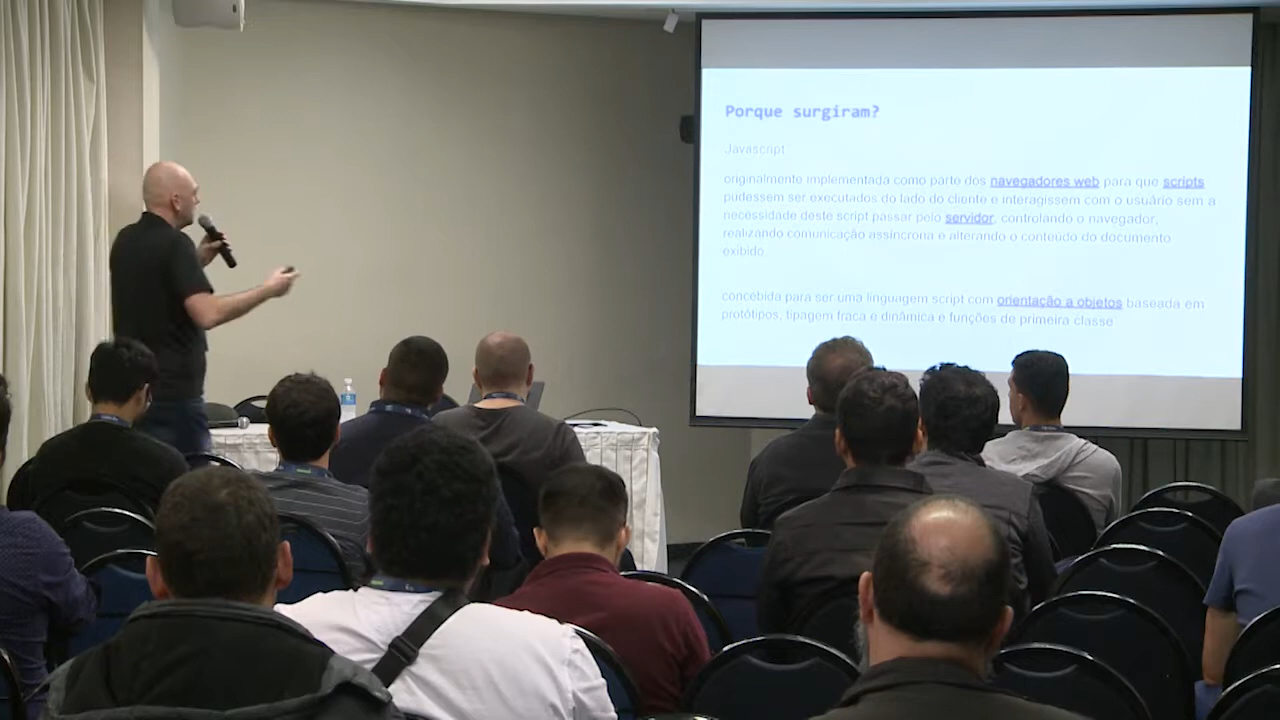 Porque surgiram?
Javascript
originalmente implementada como parte dos navegadores web para que scripts
pudessem ser executados do lado do cliente e interagissem com o usuário sem a
necessidade deste script passar pelo servidor, controlando o navegador,
realizando comunicação assíncrona e alterando o conteúdo do documento
exibido
concebida para ser uma linguagem script com orientação a objetos baseada em
protótipos, tipagem fraca e dinâmica e funções de primeira classe